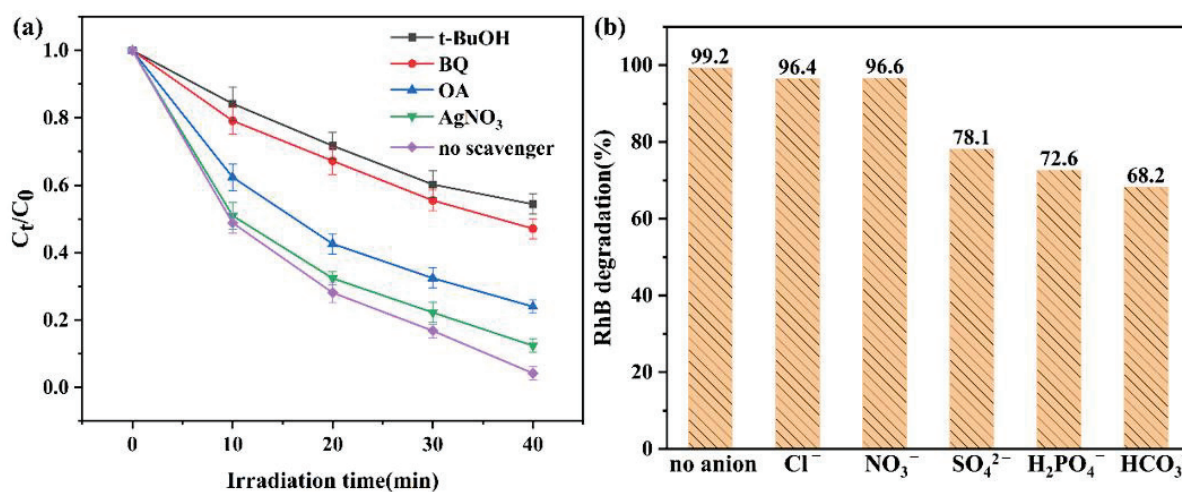 (a)
t-BuOH
BQ
OA
AgNO₃
no scavenger
1.0
0.8
0.6
0.4
0.2
0.0
Cₜ/C₀
0 10 20 30 40
Irradiation time(min)
(b)
99.2 96.4 96.6 78.1 72.6 68.2
100
80
60
40
20
0
RhB degradation(%)
no anion Cl⁻ NO₃⁻ SO₄²⁻ H₂PO₄⁻ HCO₃